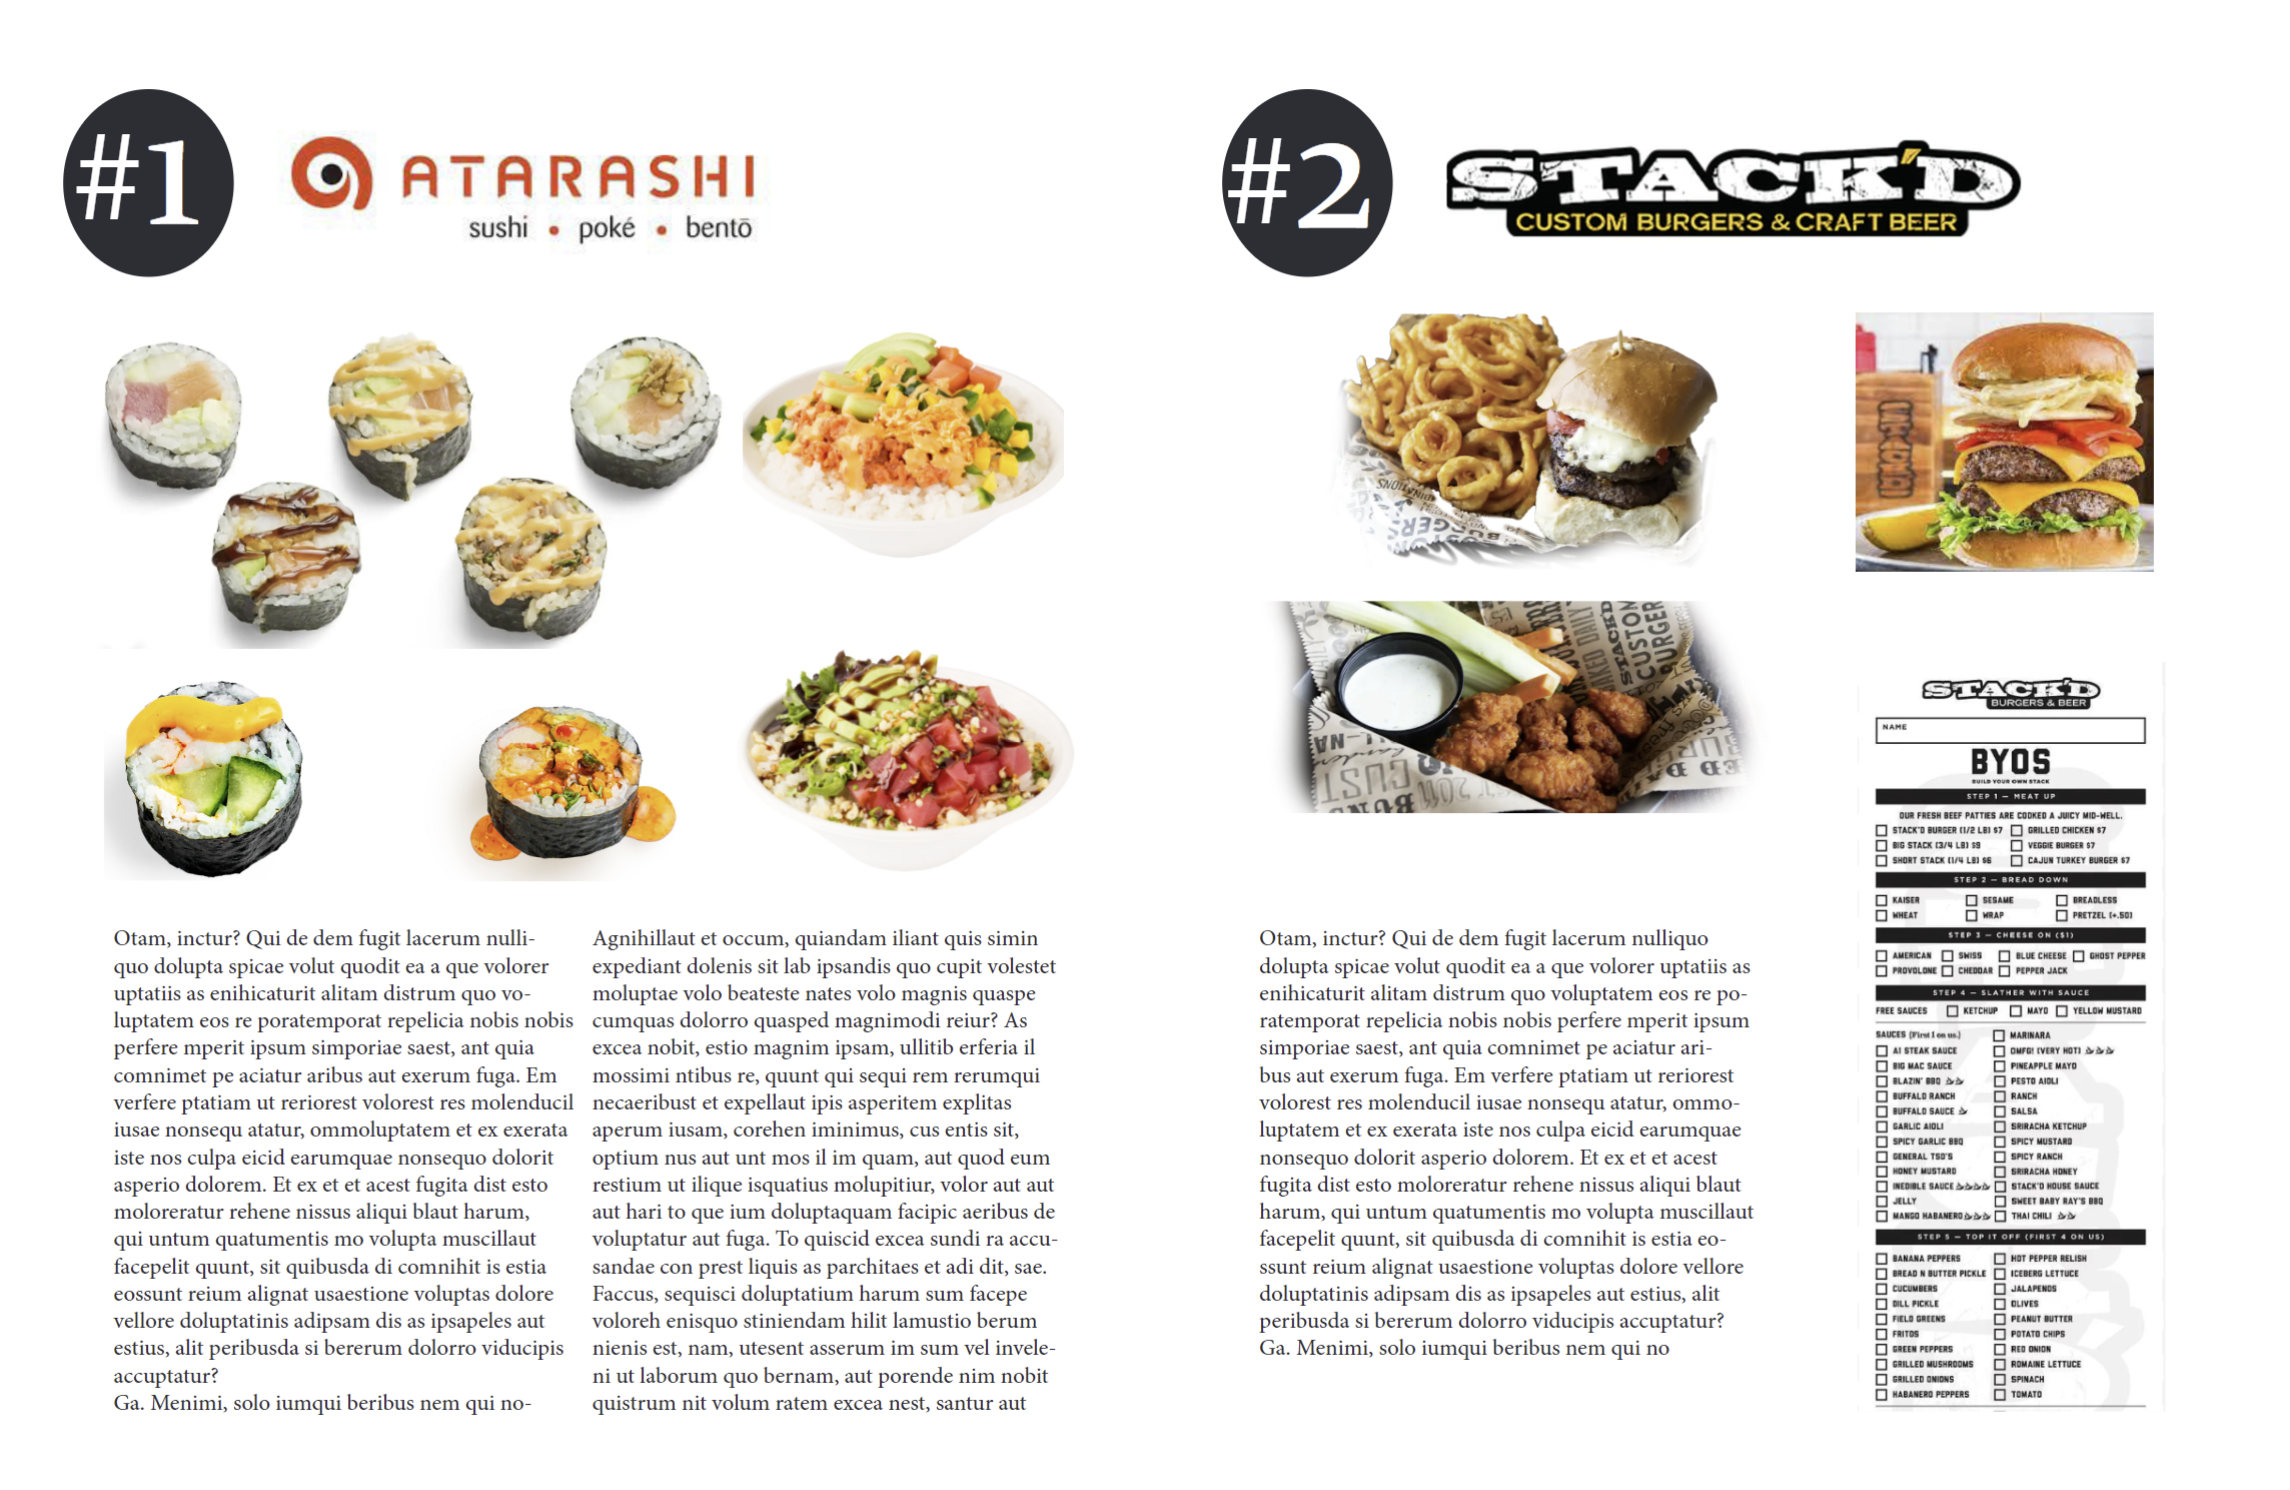 #1
ATARASHI
sushi • poké • bentō
Otam, inctur? Qui de dem fugit lacerum nulli-
quo dolupta spicae volut quodit ea a que volorer
uptatiis as enihicaturit alitam distrum quo vo-
luptatem eos re poratemporat repelicia nobis nobis
perfere mperit ipsum simporiae saest, ant quia
comnimet pe aciatur aribus aut exerum fuga. Em
verfere ptatiam ut reriorest volorest res molenducil
iusae nonsequ atatur, ommoluptatem et ex exerata
iste nos culpa eicid earumquae nonsequo dolorit
asperio dolorem. Et ex et et acest fugita dist esto
moloreratur rehene nissus aliqui blaut harum,
qui untum quatumentis mo volupta muscillaut
facepelit quunt, sit quibusda di comnihit is estia
eossunt reium alignat usaestione voluptas dolore
vellore doluptatinis adipsam dis as ipsapeles aut
estius, alit peribusda si bererum dolorro viducipis
accuptatur?
Ga. Menimi, solo iumqui beribus nem qui no-
Agnihillaut et occum, quiandam iliant quis simin
expediant dolenis sit lab ipsandis quo cupit volestet
moluptae volo beateste nates volo magnis quaspe
cumquas dolorro quasped magnimodi reiur? As
excea nobit, estio magnim ipsam, ullitib erferia il
mossimi ntibus re, quunt qui sequi rem rerumqui
necaeribust et expellaut ipis asperitem explitas
aperum iusam, corehen iminimus, cus entis sit,
optium nus aut unt mos il im quam, aut quod eum
restium ut ilique isquatius molupitiur, volor aut aut
aut hari to que ium doluptaquam facipic aeribus de
voluptatur aut fuga. To quiscid excea sundi ra accu-
sandae con prest liquis as parchitaes et adi dit, sae.
Faccus, sequisci doluptatium harum sum facepe
voloreh enisquo stiniendam hilit lamustio berum
nienis est, nam, utesent asserum im sum vel invele-
ni ut laborum quo bernam, aut porende nim nobit
quistrum nit volum ratem excea nest, santur aut
#2
STACK'D
CUSTOM BURGERS & CRAFT BEER
Otam, inctur? Qui de dem fugit lacerum nulliquo
dolupta spicae volut quodit ea a que volorer uptatiis as
enihicaturit alitam distrum quo voluptatem eos re po-
ratemporat repelicia nobis nobis perfere mperit ipsum
simporiae saest, ant quia comnimet pe aciatur ari-
bus aut exerum fuga. Em verfere ptatiam ut reriorest
volorest res molenducil iusae nonsequ atatur, ommo-
luptatem et ex exerata iste nos culpa eicid earumquae
nonsequo dolorit asperio dolorem. Et ex et et acest
fugita dist esto moloreratur rehene nissus aliqui blaut
harum, qui untum quatumentis mo volupta muscillaut
facepelit quunt, sit quibusda di comnihit is estia eo-
ssunt reium alignat usaestione voluptas dolore vellore
doluptatinis adipsam dis as ipsapeles aut estius, alit
peribusda si bererum dolorro viducipis accuptatur?
Ga. Menimi, solo iumqui beribus nem qui no
STACK'D
BURGERS & BEER
NAME
BYOS
BUILD YOUR OWN STACK
STEP 1 — MEAT UP
OUR FRESH BEEF PATTIES ARE COOKED A JUICY MID-WELL.
STACK'D BURGER (1/2 LB) $7 GRILLED CHICKEN $7
BIG STACK (3/4 LB) $9 VEGGIE BURGER $7
SHORT STACK (1/4 LB) $6 CAJUN TURKEY BURGER $7
STEP 2 — BREAD DOWN
KAISER SESAME BREADLESS
WHEAT WRAP PRETZEL (+.50)
STEP 3 — CHEESE ON ($1)
AMERICAN SWISS BLUE CHEESE GHOST PEPPER
PROVOLONE CHEDDAR PEPPER JACK
STEP 4 — SLATHER WITH SAUCE
FREE SAUCES KETCHUP MAYO YELLOW MUSTARD
SAUCES (First 1 on us.) MARINARA
A1 STEAK SAUCE OMFG! (VERY HOT)
BIG MAC SAUCE PINEAPPLE MAYO
BLAZIN' BBQ PESTO AIOLI
BUFFALO RANCH RANCH
BUFFALO SAUCE SALSA
GARLIC AIOLI SRIRACHA KETCHUP
SPICY GARLIC BBQ SPICY MUSTARD
GENERAL TSO'S SPICY RANCH
HONEY MUSTARD SRIRACHA HONEY
INEDIBLE SAUCE STACK'D HOUSE SAUCE
JELLY SWEET BABY RAY'S BBQ
MANGO HABANERO THAI CHILI
STEP 5 — TOP IT OFF (FIRST 4 ON US)
BANANA PEPPERS HOT PEPPER RELISH
BREAD N BUTTER PICKLE ICEBERG LETTUCE
CUCUMBERS JALAPENOS
DILL PICKLE OLIVES
FIELD GREENS PEANUT BUTTER
FRITOS POTATO CHIPS
GREEN PEPPERS RED ONION
GRILLED MUSHROOMS ROMAINE LETTUCE
GRILLED ONIONS SPINACH
HABANERO PEPPERS TOMATO